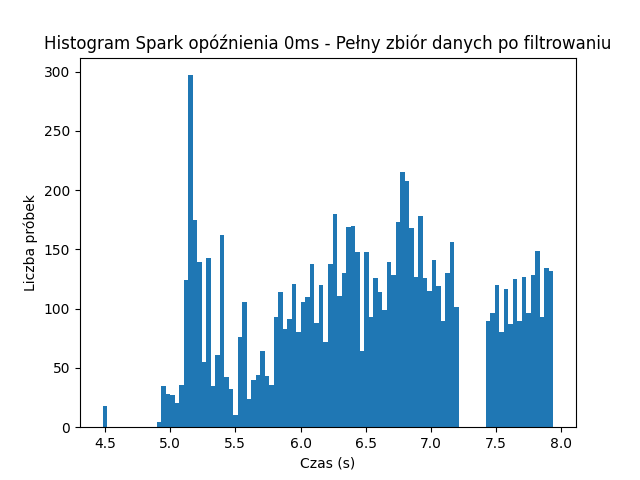 Histogram Spark opóźnienia 0ms - Pełny zbiór danych po filtrowaniu
300
250
200
150
100
50
0
Liczba próbek
4.5 5.0 5.5 6.0 6.5 7.0 7.5 8.0
Czas (s)